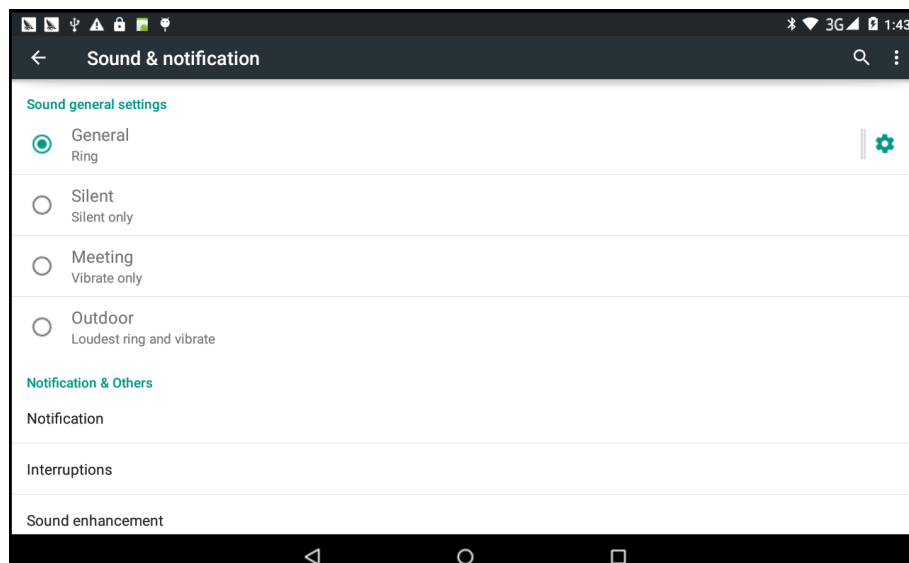 3G 1:43
Sound & notification
Sound general settings
General
Ring
Silent
Silent only
Meeting
Vibrate only
Outdoor
Loudest ring and vibrate
Notification & Others
Notification
Interruptions
Sound enhancement